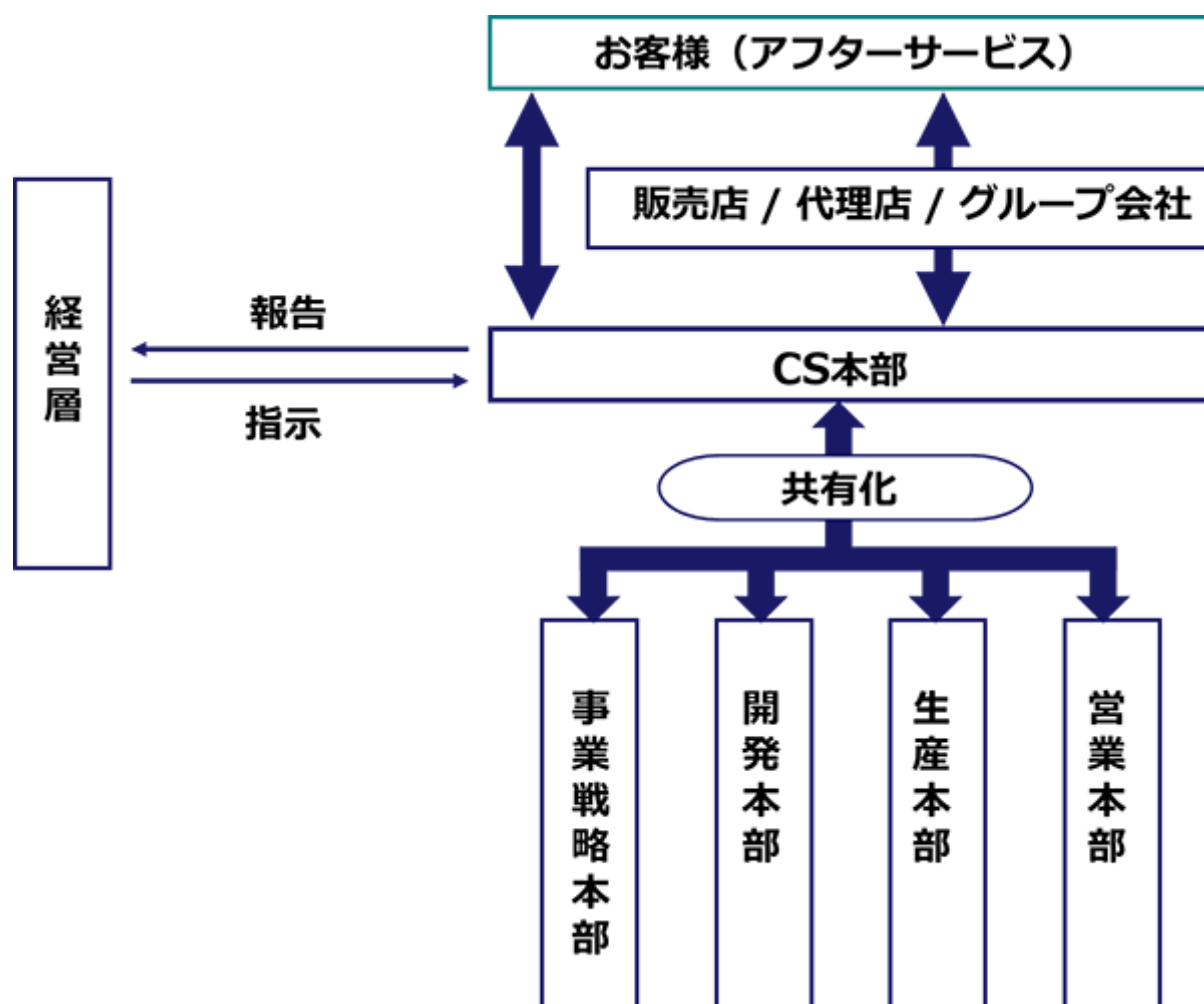 お客様（アフターサービス）
販売店 / 代理店 / グループ会社
経営層
報告
指示
CS本部
共有化
事業戦略本部
開発本部
生産本部
営業本部